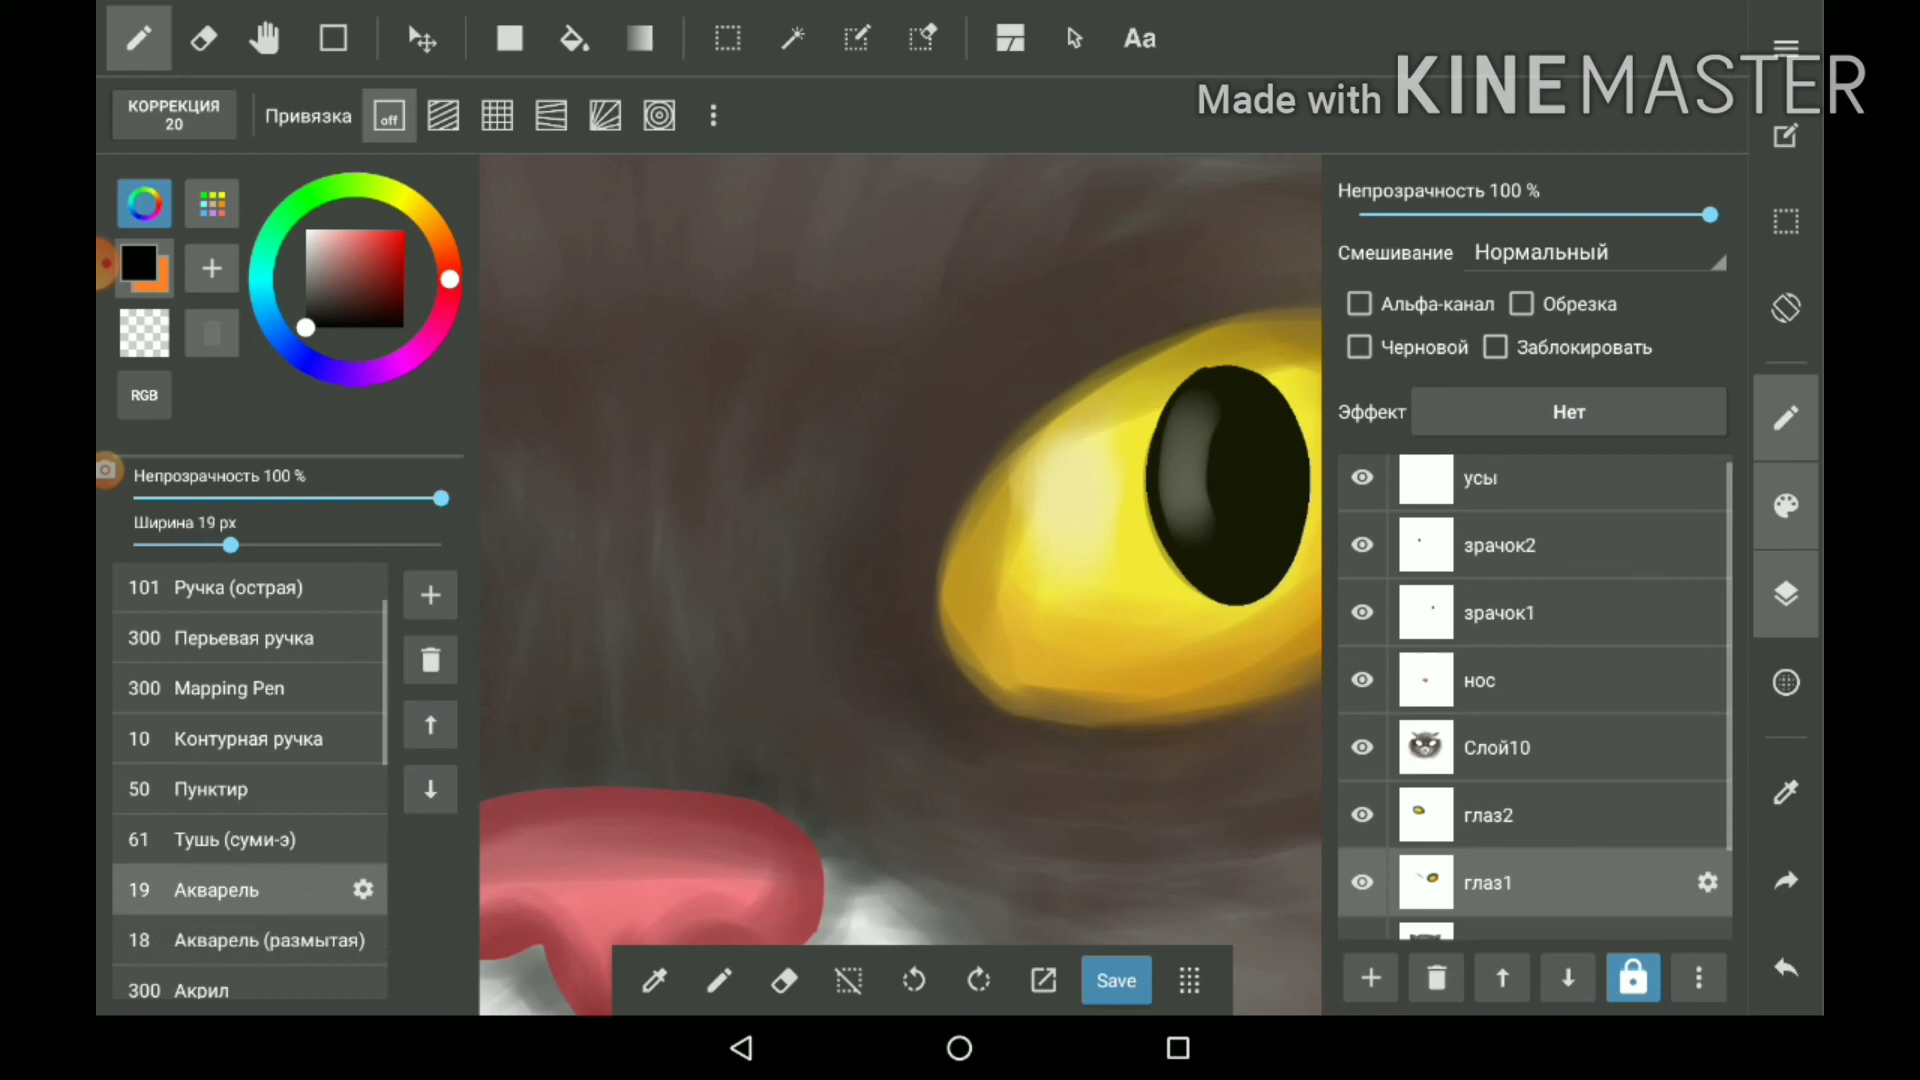 Aa
Made with KINEMASTER
КОРРЕКЦИЯ
20
Привязка
off
Непрозрачность 100 %
Смешивание Нормальный
Альфа-канал Обрезка
Черновой Заблокировать
RGB
Эффект Нет
Непрозрачность 100 %
Ширина 19 px
101 Ручка (острая)
300 Перьевая ручка
300 Mapping Pen
10 Контурная ручка
50 Пунктир
61 Тушь (суми-э)
19 Акварель
18 Акварель (размытая)
300 Акрил
усы
зрачок2
зрачок1
нос
Слой10
глаз2
глаз1
Save